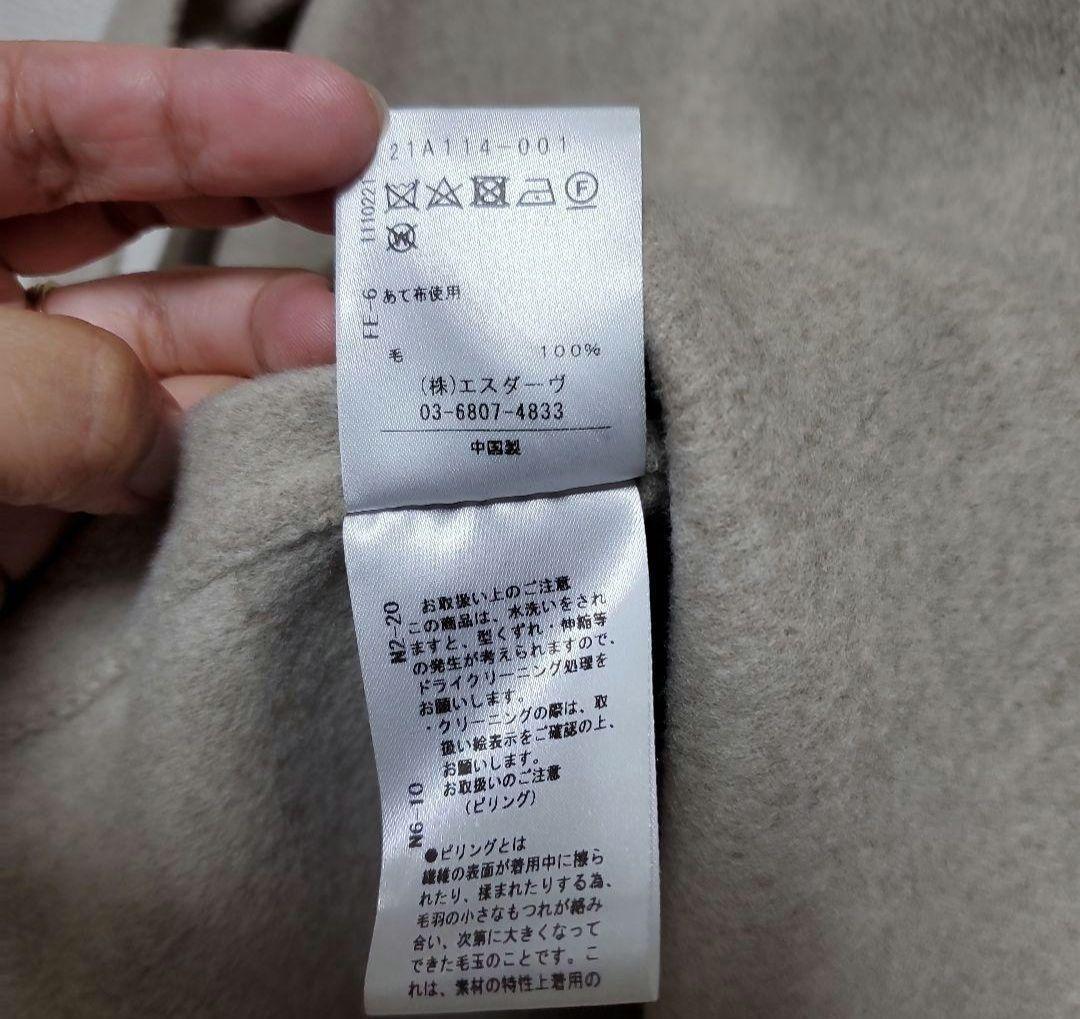 21A114-001
1110221
FE-6
あて布使用
毛 100%
(株)エスダーヴ
03-6807-4833
中国製
N2-20
お取扱い上のご注意
この商品は、水洗いをされ
ますと、型くずれ・伸縮等
の発生が考えられますので、
ドライクリーニング処理を
お願いします。
・クリーニングの際は、取
扱い絵表示をご確認の上、
お願いします。
N6-10
お取扱いのご注意
(ピリング)
●ピリングとは
繊維の表面が着用中に擦ら
れたり、揉まれたりする為、
毛羽の小さなもつれが絡み
合い、次第に大きくなって
できた毛玉のことです。こ
れは、素材の特性上着用の